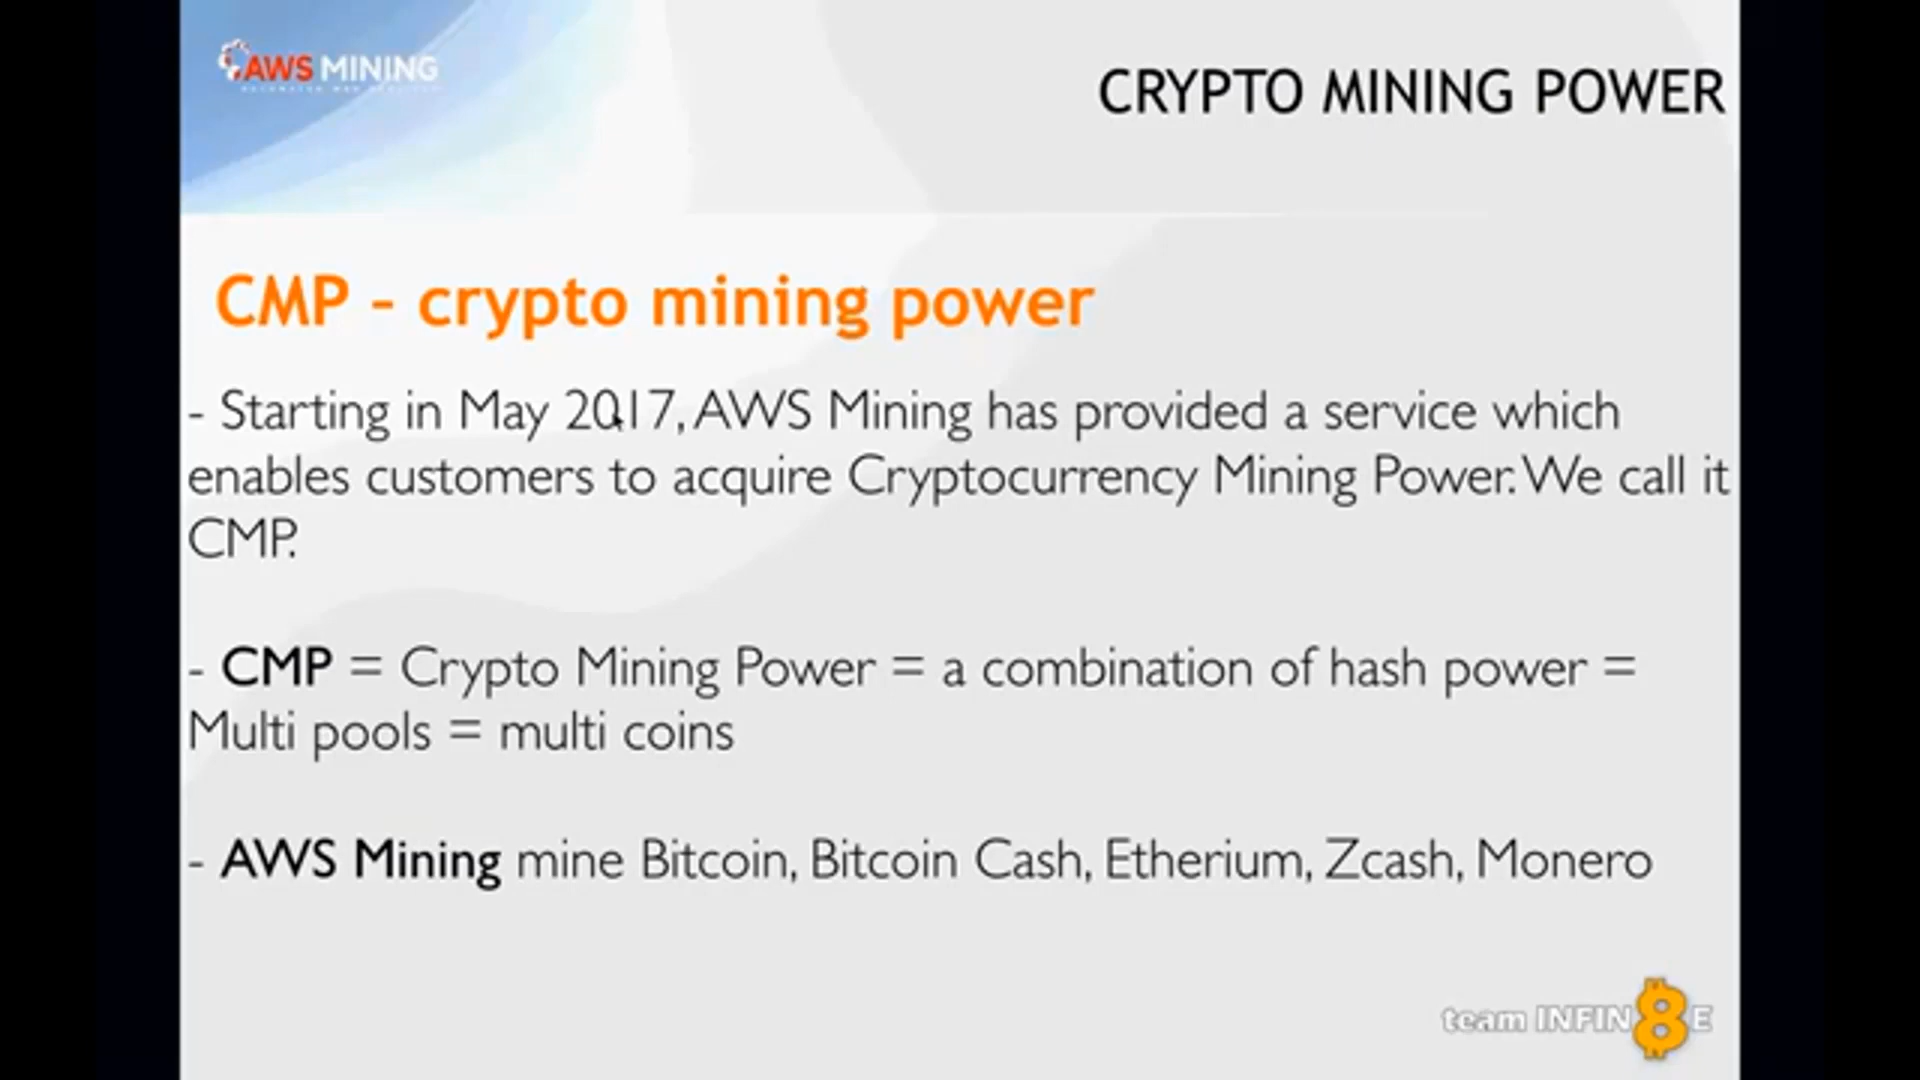 AWS MINING
CRYPTO MINING POWER
CMP - crypto mining power
- Starting in May 2017, AWS Mining has provided a service which
enables customers to acquire Cryptocurrency Mining Power. We call it
CMP.
- CMP = Crypto Mining Power = a combination of hash power =
Multi pools = multi coins
- AWS Mining mine Bitcoin, Bitcoin Cash, Etherium, Zcash, Monero
team INFIN8E